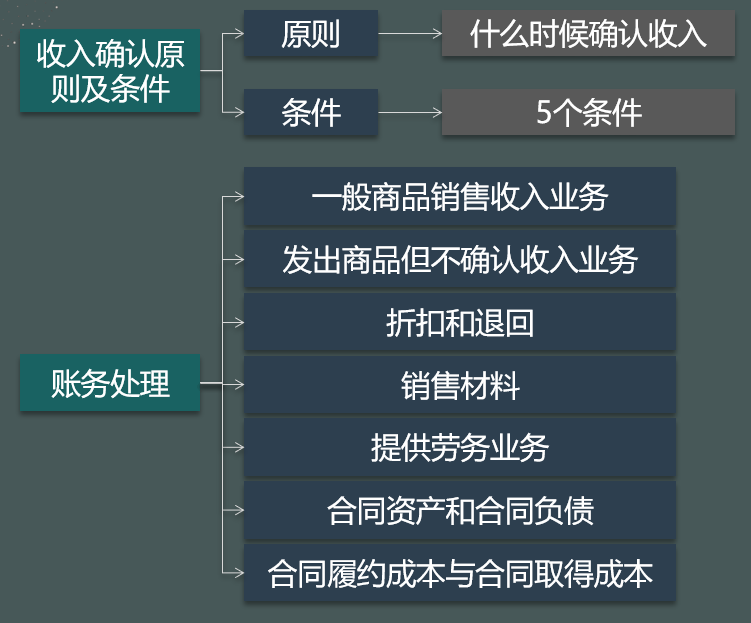 收入确认原
则及条件
原则
什么时候确认收入
条件
5个条件
账务处理
一般商品销售收入业务
发出商品但不确认收入业务
折扣和退回
销售材料
提供劳务业务
合同资产和合同负债
合同履约成本与合同取得成本